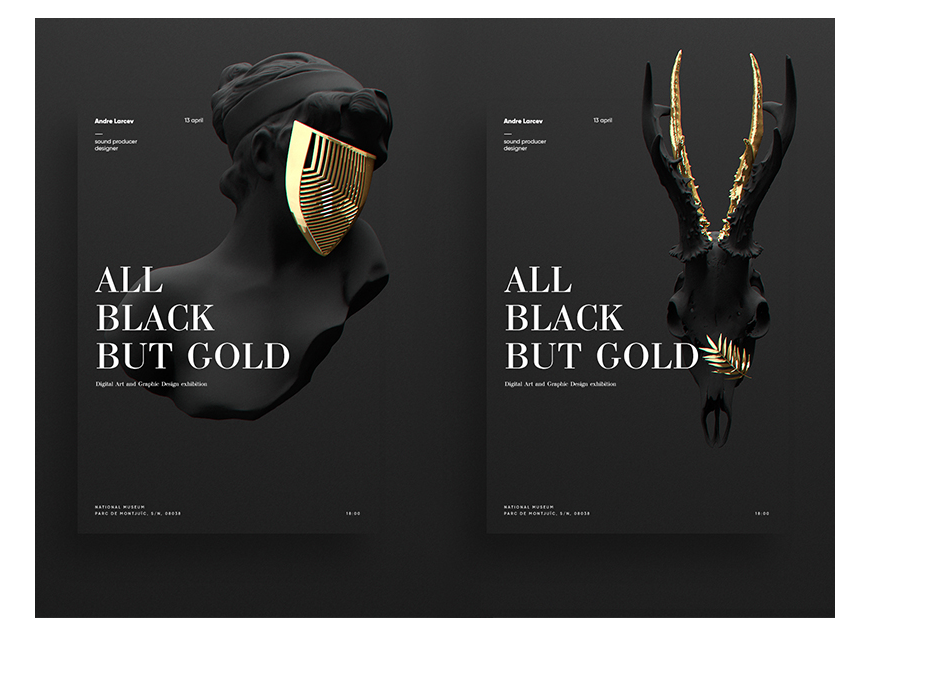 Andre Larcev
13 april
sound producer
designer
ALL
BLACK
BUT GOLD
Digital Art and Graphic Design exhibition
NATIONAL MUSEUM
PARC DE MONTJUÏC, S/N, 08038
18:00
Andre Larcev
13 april
sound producer
designer
ALL
BLACK
BUT GOLD
Digital Art and Graphic Design exhibition
NATIONAL MUSEUM
PARC DE MONTJUÏC, S/N, 08038
18:00